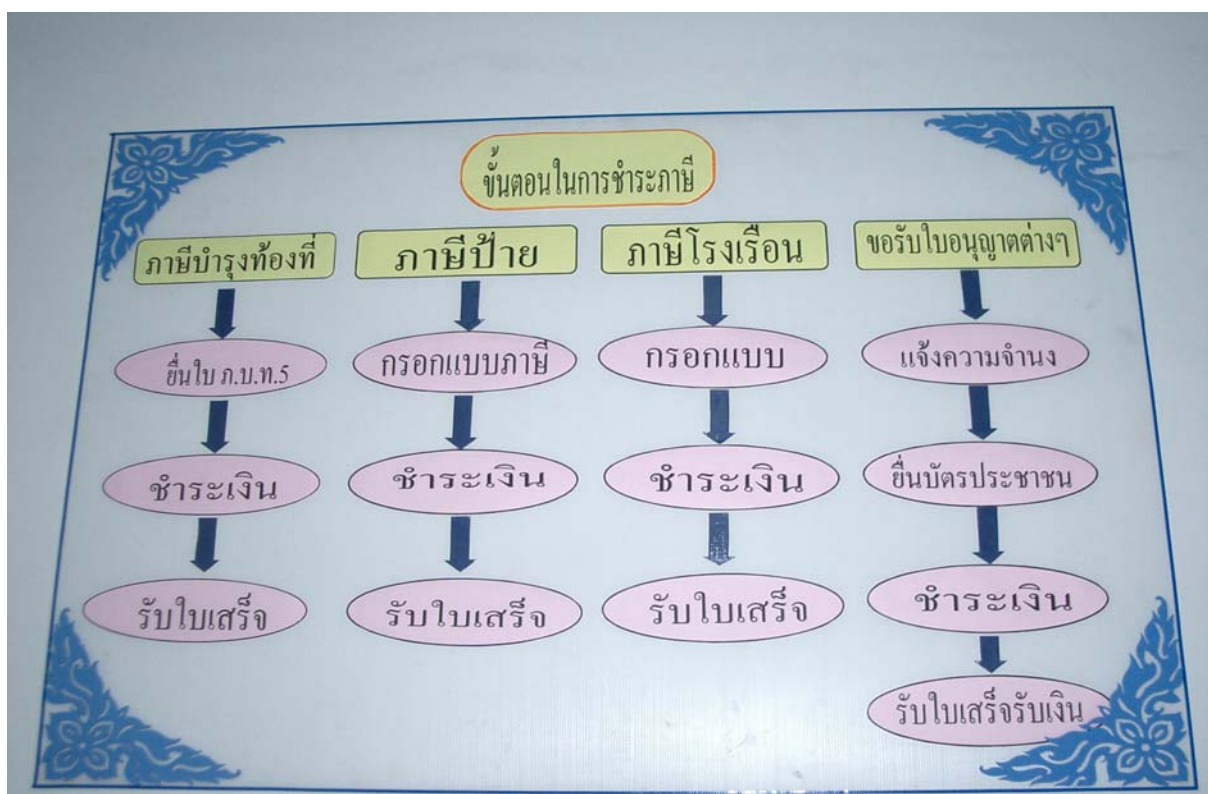 ขั้นตอนในการชำระภาษี
ภาษีบำรุงท้องที่
ยื่นใบ ภ.บ.ท.5
ชำระเงิน
รับใบเสร็จ
ภาษีป้าย
กรอกแบบภาษี
ชำระเงิน
รับใบเสร็จ
ภาษีโรงเรือน
กรอกแบบ
ชำระเงิน
รับใบเสร็จ
ขอรับใบอนุญาตต่างๆ
แจ้งความจำนง
ยื่นบัตรประชาชน
ชำระเงิน
รับใบเสร็จรับเงิน